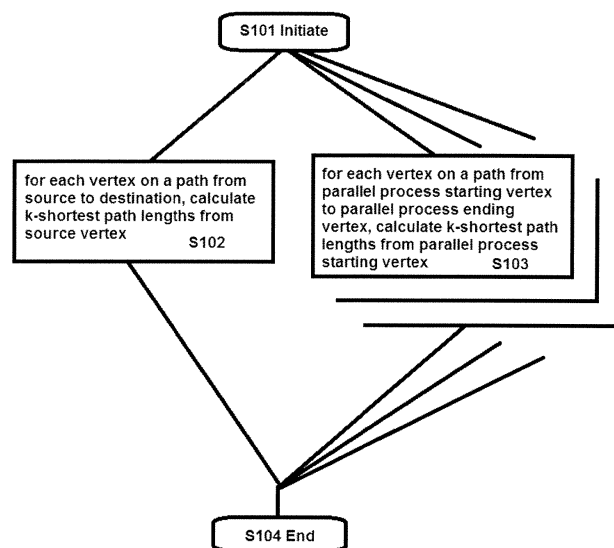 S101 Initiate
for each vertex on a path from
source to destination, calculate
k-shortest path lengths from
source vertex
S102
for each vertex on a path from
parallel process starting vertex
to parallel process ending
vertex, calculate k-shortest path
lengths from parallel process
starting vertex
S103
S104 End